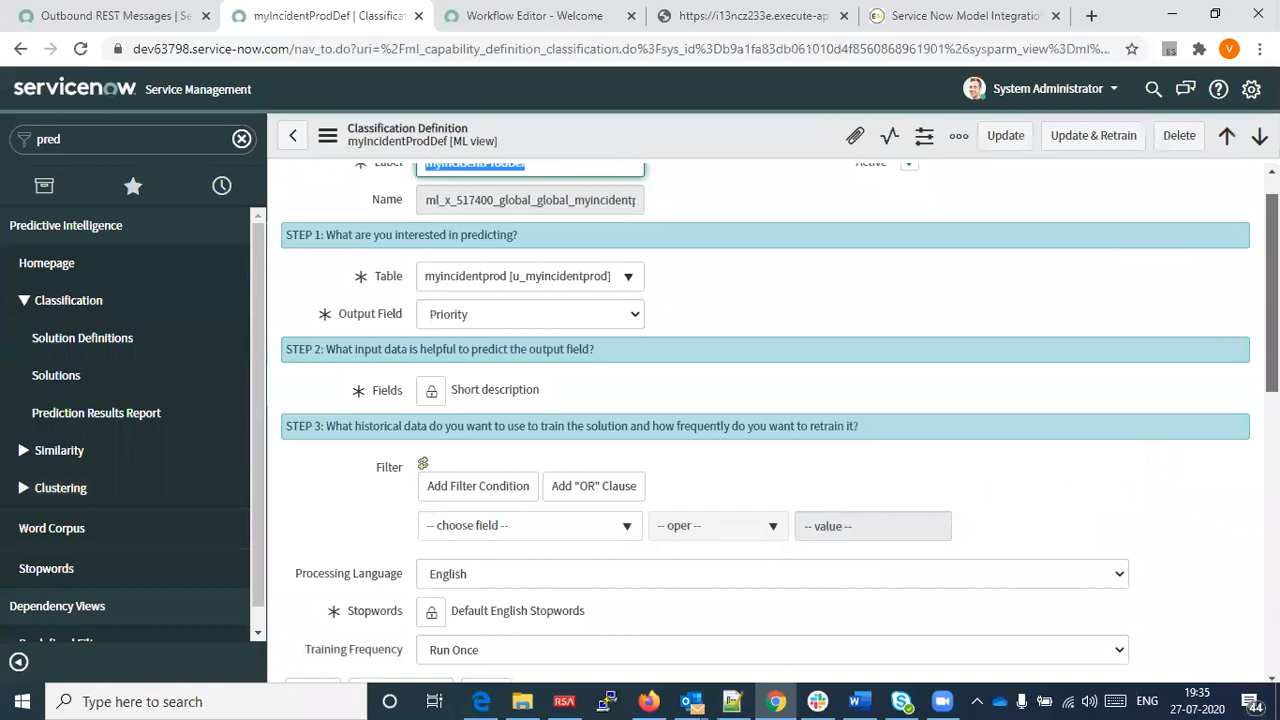 Outbound REST Messages | Se
myIncidentProdDef | Classificat
Workflow Editor - Welcome
https://i13ncz233e.execute-ap
Service Now Model Integration
dev63798.service-now.com/nav_to.do?uri=%2Fml_capability_definition_classification.do%3Fsys_id%3Db9a1fa83db061010d4f8560868961901%26sysparm_view%3Dml%...
V
servicenow Service Management
System Administrator
pred
Classification Definition
myIncidentProdDef [ML view]
Update
Update & Retrain
Delete
Predictive Intelligence
Homepage
Classification
Solution Definitions
Solutions
Prediction Results Report
Similarity
Clustering
Word Corpus
Stopwords
Dependency Views
Label myIncidentProdDef
Active
Name ml_x_517400_global_global_myincidentp
STEP 1: What are you interested in predicting?
Table myincidentprod [u_myincidentprod]
Output Field Priority
STEP 2: What input data is helpful to predict the output field?
Fields Short description
STEP 3: What historical data do you want to use to train the solution and how frequently do you want to retrain it?
Filter
Add Filter Condition Add "OR" Clause
-- choose field -- -- oper -- -- value --
Processing Language English
Stopwords Default English Stopwords
Training Frequency Run Once
Type here to search
RSA
ENG
19:35
27-07-2020
44